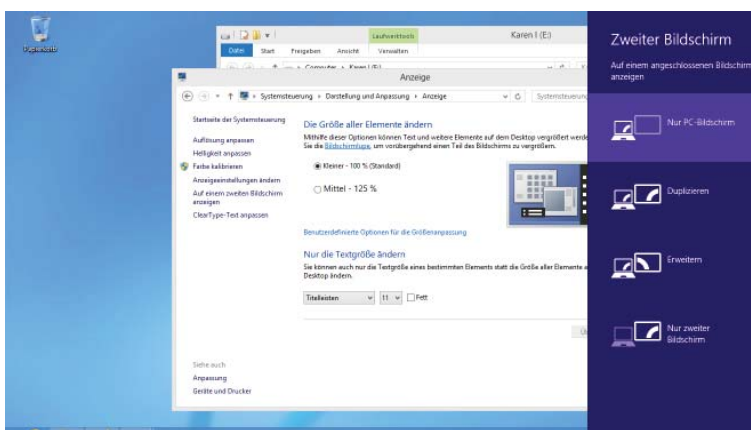 Papierkorb
Laufwerktools
Karen I (E:)
Datei Start Freigeben Ansicht Verwalten
Computer Karen I (E:)
Anzeige
Systemsteuerung Darstellung und Anpassung Anzeige
Systemsteuerung
Startseite der Systemsteuerung
Auflösung anpassen
Helligkeit anpassen
Farbe kalibrieren
Anzeigeeinstellungen ändern
Auf einem zweiten Bildschirm
anzeigen
ClearType-Text anpassen
Siehe auch
Anpassung
Geräte und Drucker
Die Größe aller Elemente ändern
Mithilfe dieser Optionen können Text und weitere Elemente auf dem Desktop vergrößert werde
Sie die Bildschirmlupe, um vorübergehend einen Teil des Bildschirms zu vergrößern.
Kleiner - 100 % (Standard)
Mittel - 125 %
Benutzerdefinierte Optionen für die Größenanpassung
Nur die Textgröße ändern
Sie können auch nur die Textgröße eines bestimmten Elements statt die Größe aller Elemente a
Desktop ändern.
Titelleisten 11 Fett
Zweiter Bildschirm
Auf einem angeschlossenen Bildschirm
anzeigen
Nur PC-Bildschirm
Duplizieren
Erweitern
Nur zweiter
Bildschirm